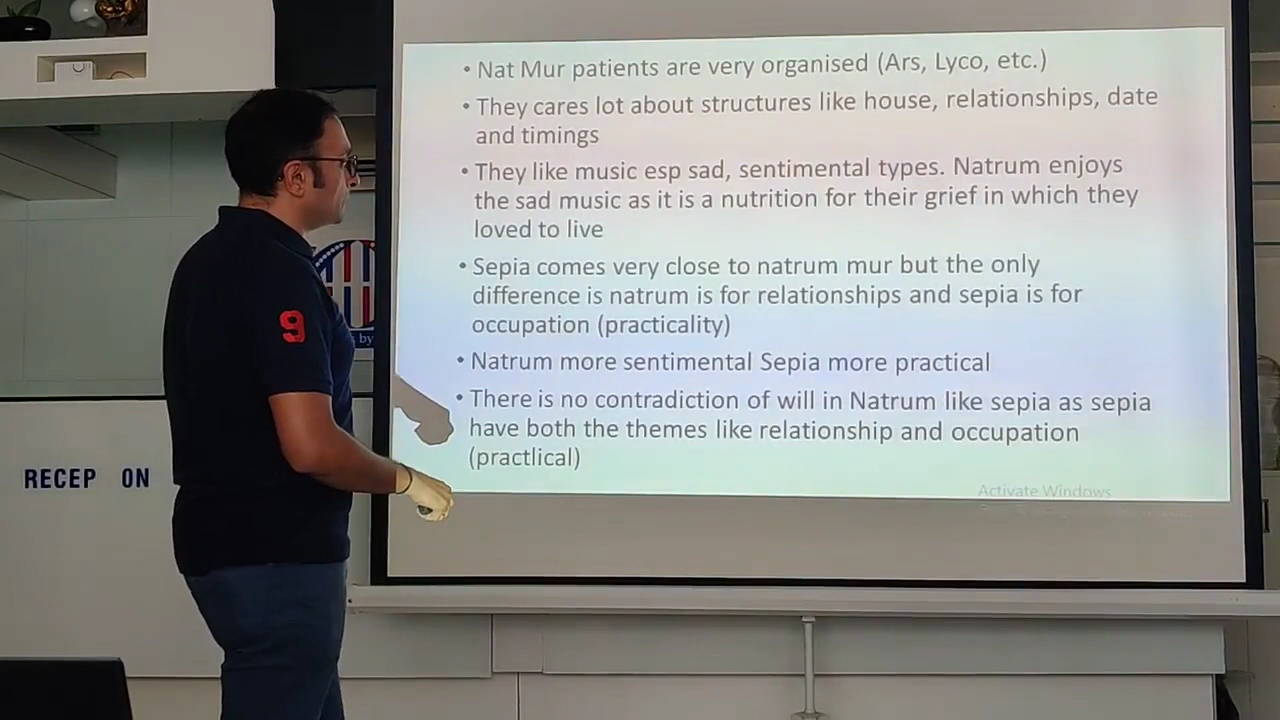 • Nat Mur patients are very organised (Ars, Lyco, etc.)
• They cares lot about structures like house, relationships, date
and timings
• They like music esp sad, sentimental types. Natrum enjoys
the sad music as it is a nutrition for their grief in which they
loved to live
• Sepia comes very close to natrum mur but the only
difference is natrum is for relationships and sepia is for
occupation (practicality)
• Natrum more sentimental Sepia more practical
• There is no contradiction of will in Natrum like sepia as sepia
have both the themes like relationship and occupation
(practlical)
Activate Windows
9
by
RECEP ON